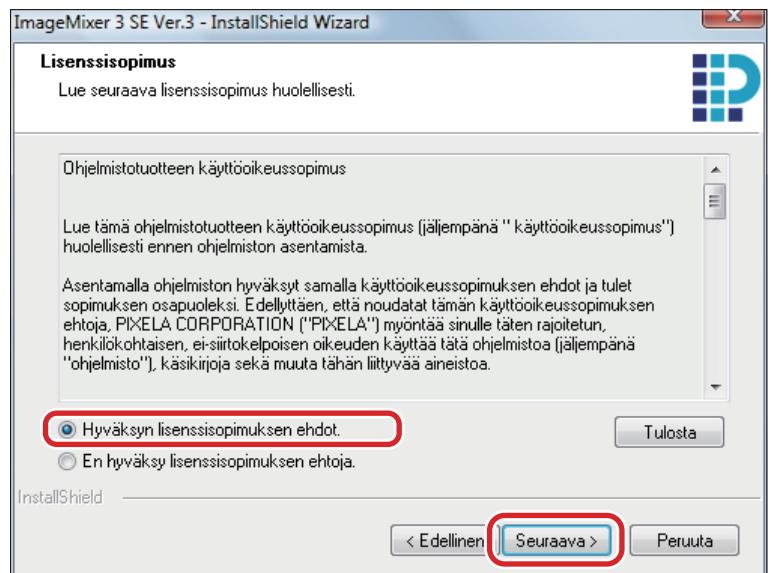 ImageMixer 3 SE Ver.3 - InstallShield Wizard
Lisenssisopimus
Lue seuraava lisenssisopimus huolellisesti.
Ohjelmistotuotteen käyttöoikeussopimus
Lue tämä ohjelmistotuotteen käyttöoikeussopimus (jäljempänä " käyttöoikeussopimus")
huolellisesti ennen ohjelmiston asentamista.
Asentamalla ohjelmiston hyväksyt samalla käyttöoikeussopimuksen ehdot ja tulet
sopimuksen osapuoleksi. Edellyttäen, että noudatat tämän käyttöoikeussopimuksen
ehtoja, PIXELA CORPORATION ("PIXELA") myöntää sinulle täten rajoitetun,
henkilökohtaisen, ei-siirtokelpoisen oikeuden käyttää tätä ohjelmistoa (jäljempänä
"ohjelmisto"), käsikirjoja sekä muuta tähän liittyvää aineistoa.
Hyväksyn lisenssisopimuksen ehdot.
Tulosta
En hyväksy lisenssisopimuksen ehtoja.
InstallShield
< Edellinen
Seuraava >
Peruuta